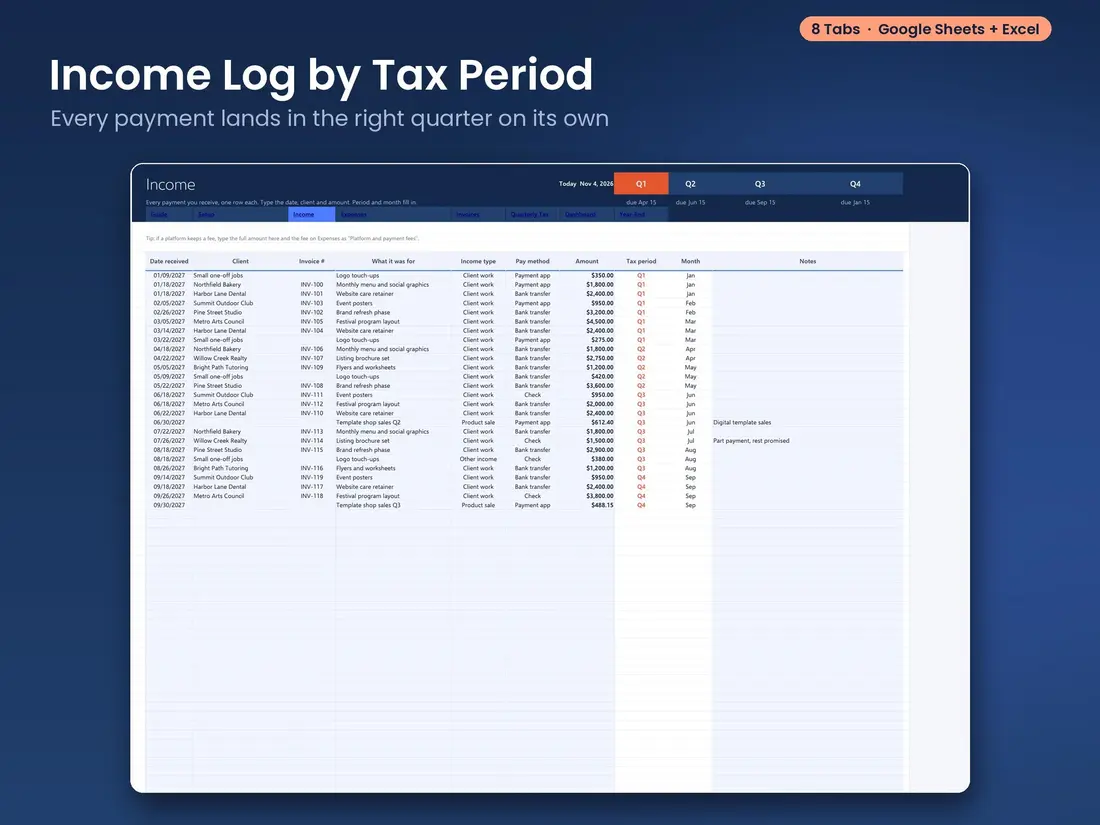 8 Tabs · Google Sheets + Excel
Income Log by Tax Period
Every payment lands in the right quarter on its own
Income Today Nov 4, 2026 Q1 Q2 Q3 Q4
Every payment you receive, one row each. Type the date, client and amount. Period and month fill in. due Apr 15 due Jun 15 due Sep 15 due Jan 15
Guide Setup Income Expenses Invoices Quarterly Tax Dashboard Year End
Tip: if a platform keeps a fee, type the full amount here and the fee on Expenses as "Platform and payment fees".
Date received Client Invoice # What it was for Income type Pay method Amount Tax period Month Notes
01/09/2027 Small one-off jobs Logo touch-ups Client work Payment app $350.00 Q1 Jan
01/18/2027 Northfield Bakery INV-100 Monthly menu and social graphics Client work Payment app $1,800.00 Q1 Jan
01/18/2027 Harbor Lane Dental INV-101 Website care retainer Client work Bank transfer $2,400.00 Q1 Jan
02/05/2027 Summit Outdoor Club INV-103 Event posters Client work Payment app $950.00 Q1 Feb
02/26/2027 Pine Street Studio INV-102 Brand refresh phase Client work Bank transfer $3,200.00 Q1 Feb
03/05/2027 Metro Arts Council INV-105 Festival program layout Client work Bank transfer $4,500.00 Q1 Mar
03/14/2027 Harbor Lane Dental INV-104 Website care retainer Client work Bank transfer $2,400.00 Q1 Mar
03/22/2027 Small one-off jobs Logo touch-ups Client work Payment app $275.00 Q1 Mar
04/18/2027 Northfield Bakery INV-106 Monthly menu and social graphics Client work Bank transfer $1,800.00 Q2 Apr
04/22/2027 Willow Creek Realty INV-107 Listing brochure set Client work Bank transfer $2,750.00 Q2 Apr
05/05/2027 Bright Path Tutoring INV-109 Flyers and worksheets Client work Bank transfer $1,200.00 Q2 May
05/09/2027 Small one-off jobs Logo touch-ups Client work Payment app $420.00 Q2 May
05/22/2027 Pine Street Studio INV-108 Brand refresh phase Client work Bank transfer $3,600.00 Q2 May
06/18/2027 Summit Outdoor Club INV-111 Event posters Client work Check $950.00 Q3 Jun
06/18/2027 Metro Arts Council INV-112 Festival program layout Client work Bank transfer $2,000.00 Q3 Jun
06/22/2027 Harbor Lane Dental INV-110 Website care retainer Client work Bank transfer $2,400.00 Q3 Jun
06/30/2027 Template shop sales Q2 Product sale Payment app $612.40 Q3 Jun Digital template sales
07/22/2027 Northfield Bakery INV-113 Monthly menu and social graphics Client work Bank transfer $1,800.00 Q3 Jul
07/26/2027 Willow Creek Realty INV-114 Listing brochure set Client work Check $1,500.00 Q3 Jul Part payment, rest promised
08/18/2027 Pine Street Studio INV-115 Brand refresh phase Client work Bank transfer $2,900.00 Q3 Aug
08/18/2027 Small one-off jobs Logo touch-ups Other income Check $380.00 Q3 Aug
08/26/2027 Bright Path Tutoring INV-116 Flyers and worksheets Client work Bank transfer $1,200.00 Q3 Aug
09/14/2027 Summit Outdoor Club INV-119 Event posters Client work Bank transfer $950.00 Q4 Sep
09/18/2027 Harbor Lane Dental INV-117 Website care retainer Client work Bank transfer $2,400.00 Q4 Sep
09/26/2027 Metro Arts Council INV-118 Festival program layout Client work Check $3,800.00 Q4 Sep
09/30/2027 Template shop sales Q3 Product sale Payment app $488.15 Q4 Sep